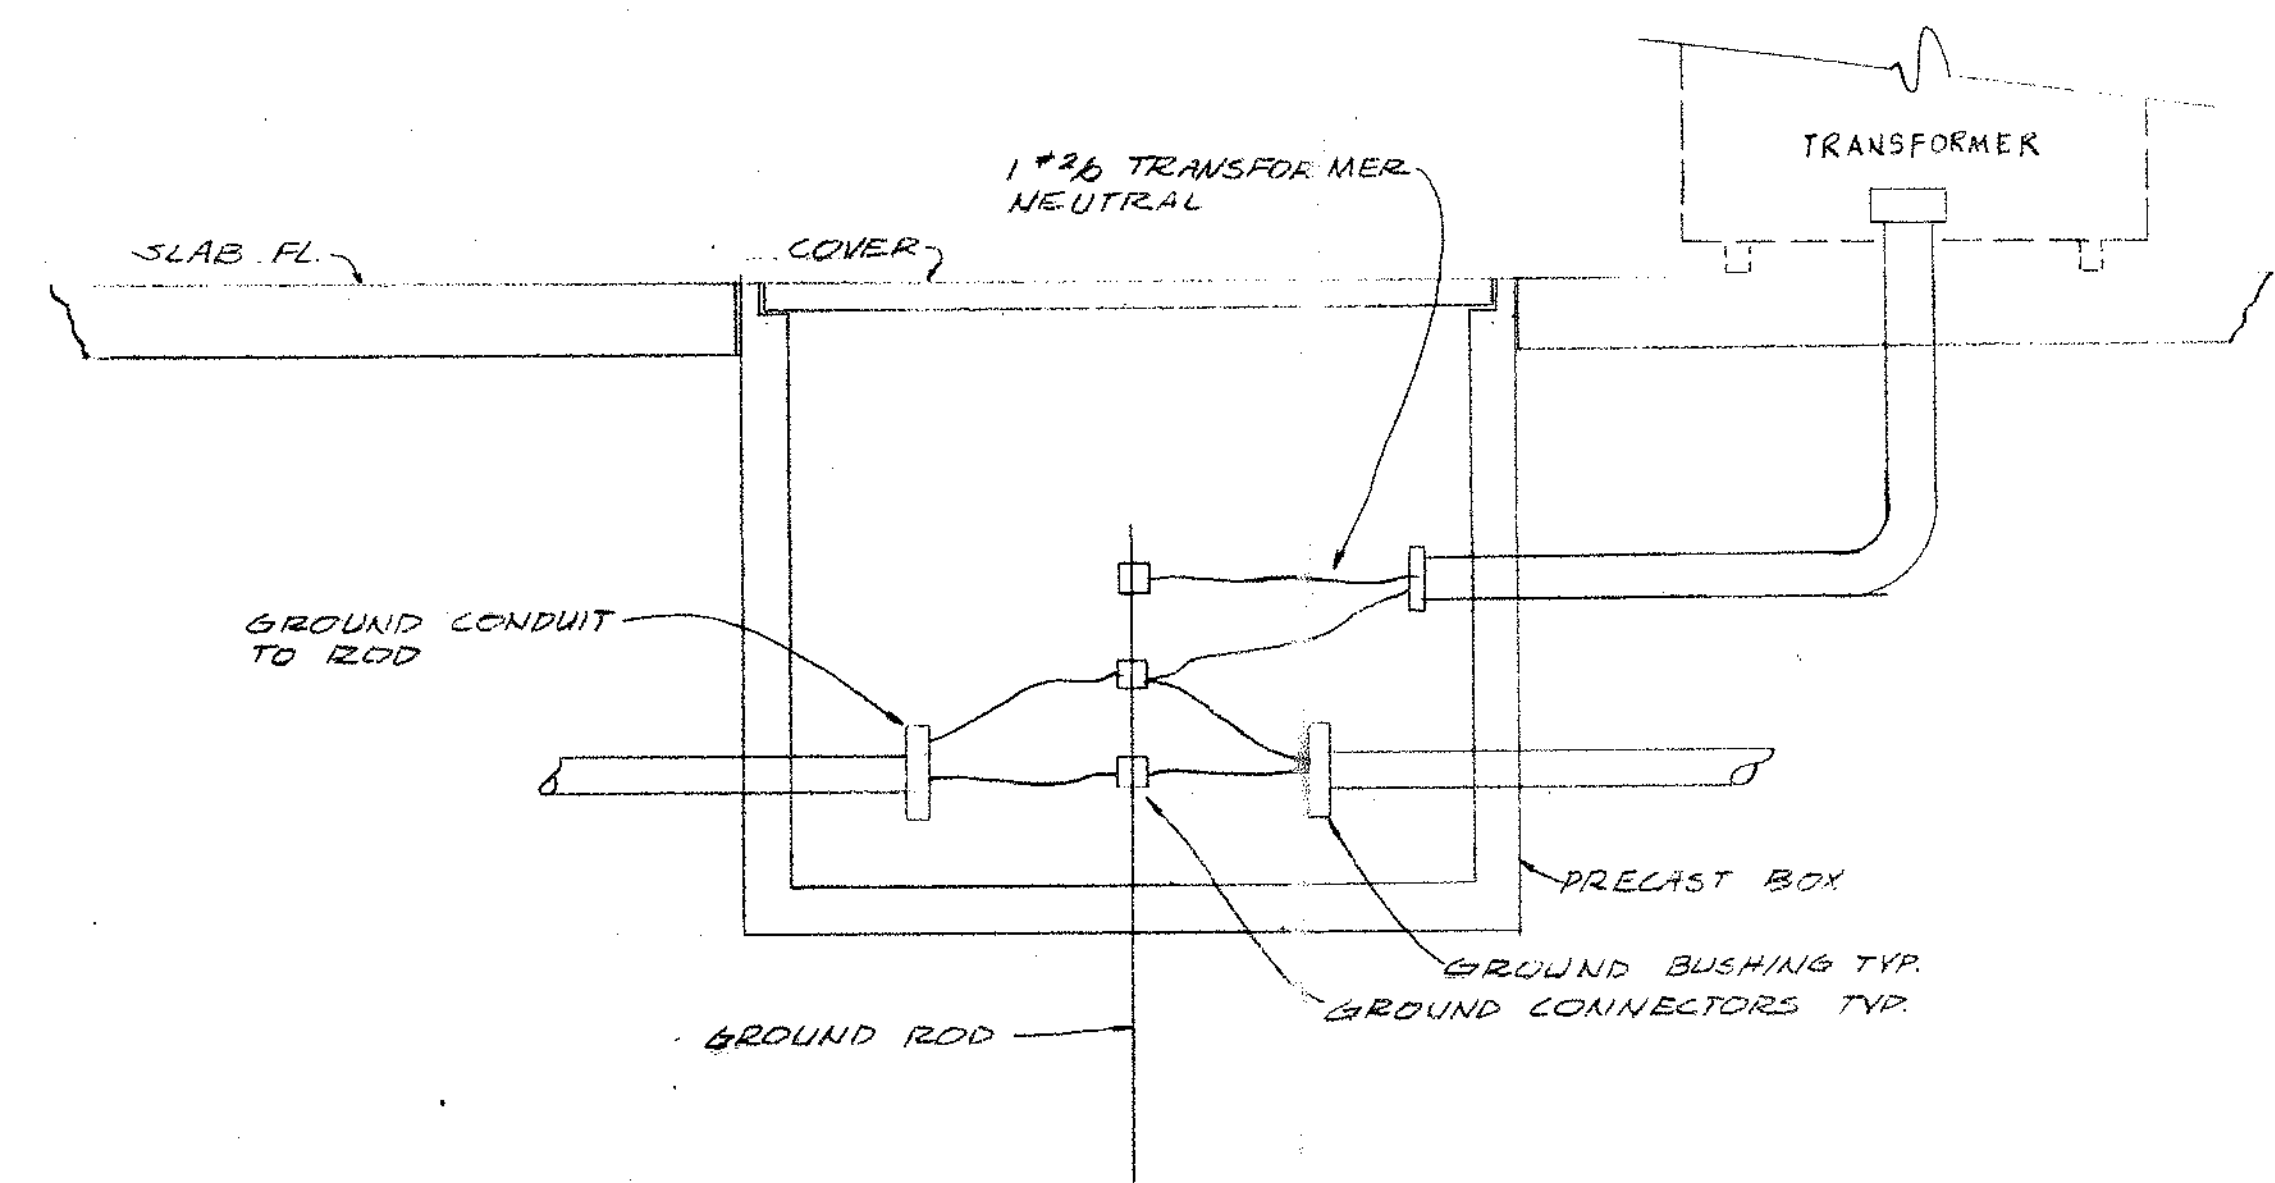 TRANSFORMER
1 #2/0 TRANSFORMER
NEUTRAL
SLAB FL.
COVER
GROUND CONDUIT
TO ROD
PRECAST BOX
GROUND BUSHING TYP.
GROUND CONNECTORS TYP.
GROUND ROD